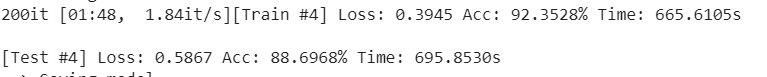 200it [01:48,  1.84it/s][Train #4] Loss: 0.3945 Acc: 92.3528% Time: 665.6105s
[Test #4] Loss: 0.5867 Acc: 88.6968% Time: 695.8530s